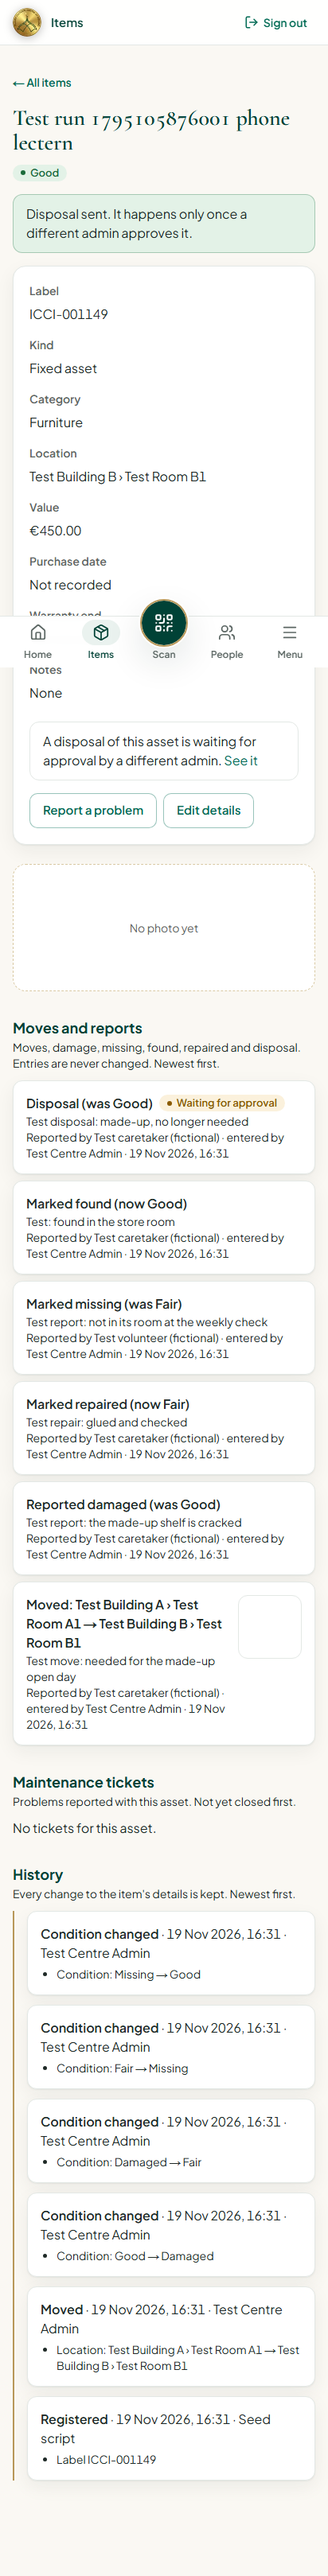 Items
Sign out
← All items
Test run 1795105876001 phone
lectern
Good
Disposal sent. It happens only once a
different admin approves it.
Label
ICCI-001149
Kind
Fixed asset
Category
Furniture
Location
Test Building B › Test Room B1
Value
€450.00
Purchase date
Not recorded
Warranty end
Home
Items
Scan
People
Menu
Notes
None
A disposal of this asset is waiting for
approval by a different admin. See it
Report a problem
Edit details
No photo yet
Moves and reports
Moves, damage, missing, found, repaired and disposal.
Entries are never changed. Newest first.
Disposal (was Good) Waiting for approval
Test disposal: made-up, no longer needed
Reported by Test caretaker (fictional) · entered by
Test Centre Admin · 19 Nov 2026, 16:31
Marked found (now Good)
Test: found in the store room
Reported by Test caretaker (fictional) · entered by
Test Centre Admin · 19 Nov 2026, 16:31
Marked missing (was Fair)
Test report: not in its room at the weekly check
Reported by Test volunteer (fictional) · entered by
Test Centre Admin · 19 Nov 2026, 16:31
Marked repaired (now Fair)
Test repair: glued and checked
Reported by Test caretaker (fictional) · entered by
Test Centre Admin · 19 Nov 2026, 16:31
Reported damaged (was Good)
Test report: the made-up shelf is cracked
Reported by Test caretaker (fictional) · entered by
Test Centre Admin · 19 Nov 2026, 16:31
Moved: Test Building A › Test
Room A1 → Test Building B › Test
Room B1
Test move: needed for the made-up
open day
Reported by Test caretaker (fictional) ·
entered by Test Centre Admin · 19 Nov
2026, 16:31
Maintenance tickets
Problems reported with this asset. Not yet closed first.
No tickets for this asset.
History
Every change to the item's details is kept. Newest first.
Condition changed · 19 Nov 2026, 16:31 ·
Test Centre Admin
• Condition: Missing → Good
Condition changed · 19 Nov 2026, 16:31 ·
Test Centre Admin
• Condition: Fair → Missing
Condition changed · 19 Nov 2026, 16:31 ·
Test Centre Admin
• Condition: Damaged → Fair
Condition changed · 19 Nov 2026, 16:31 ·
Test Centre Admin
• Condition: Good → Damaged
Moved · 19 Nov 2026, 16:31 · Test Centre
Admin
• Location: Test Building A › Test Room A1 → Test
Building B › Test Room B1
Registered · 19 Nov 2026, 16:31 · Seed
script
• Label ICCI-001149